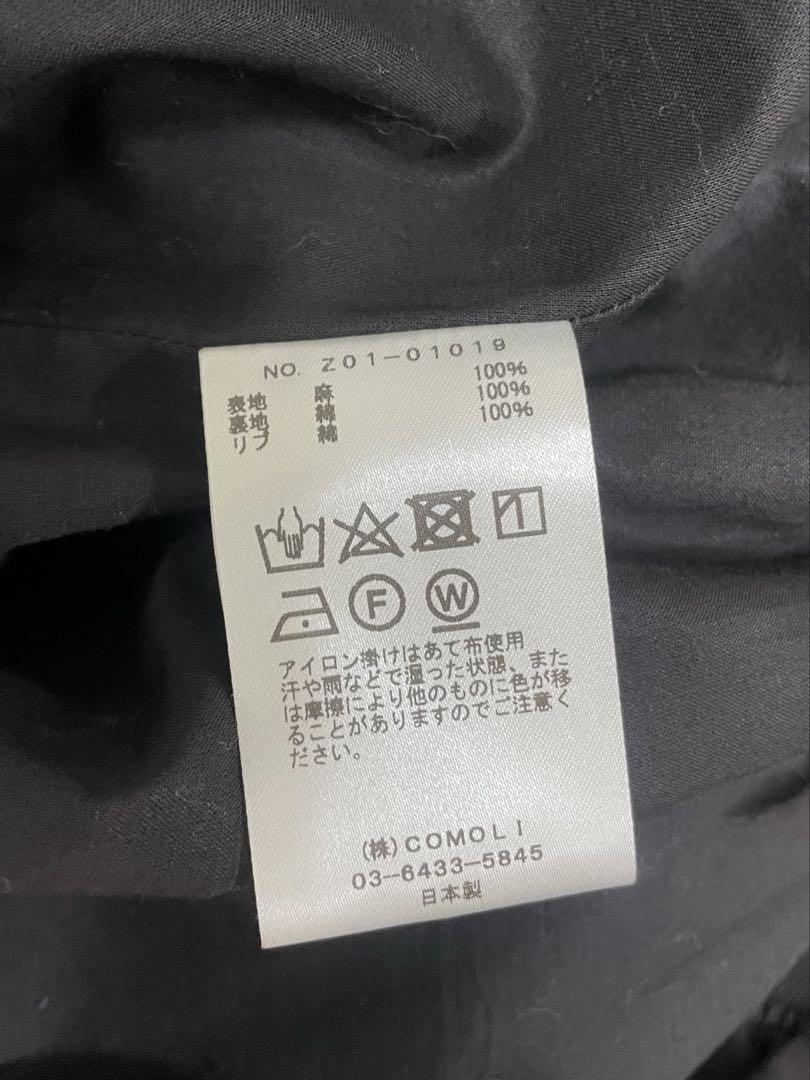 NO. Z01-01019
表地 麻 100%
裏地 綿 100%
リブ 綿 100%
F W
アイロン掛けはあて布使用
汗や雨などで湿った状態、また
は摩擦により他のものに色が移
ることがありますのでご注意く
ださい。
(株)COMOLI
03-6433-5845
日本製